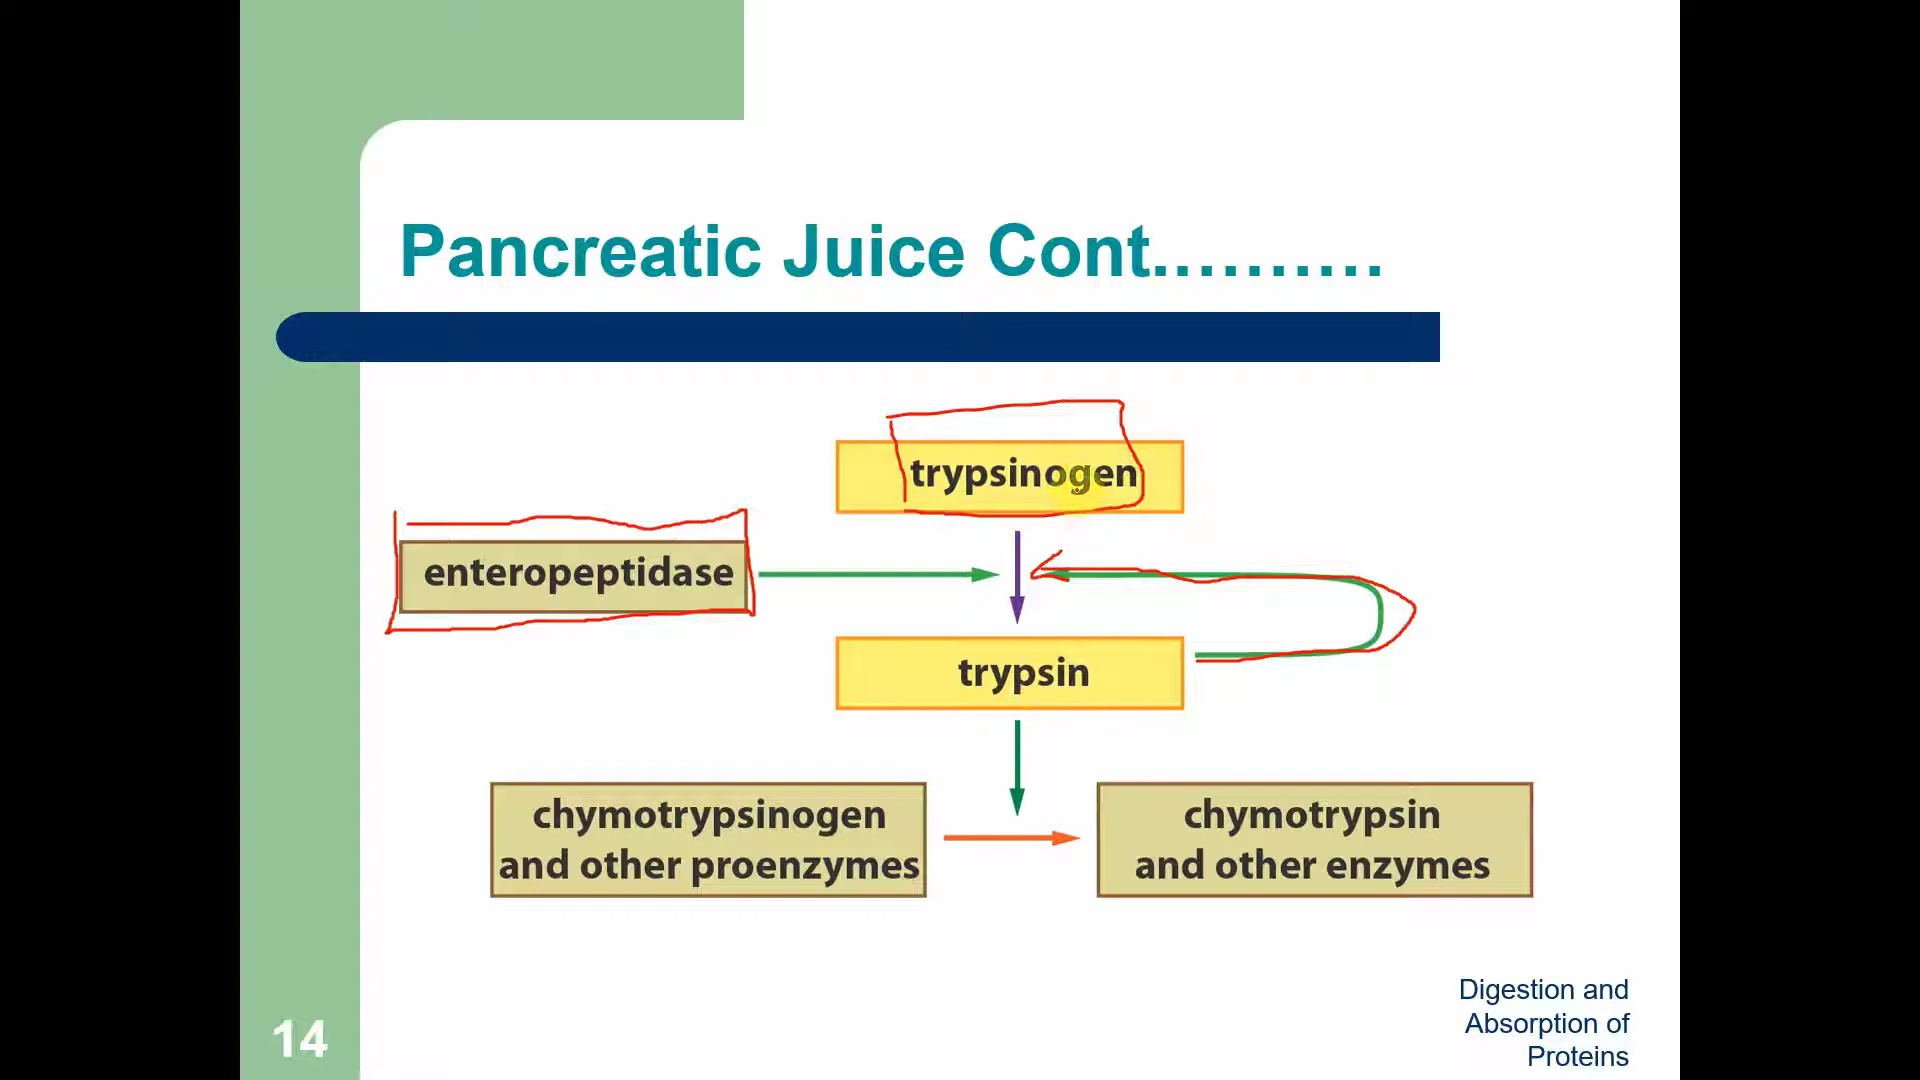 Pancreatic Juice Cont.………
trypsinogen
enteropeptidase
trypsin
chymotrypsinogen
and other proenzymes
chymotrypsin
and other enzymes
14
Digestion and
Absorption of
Proteins